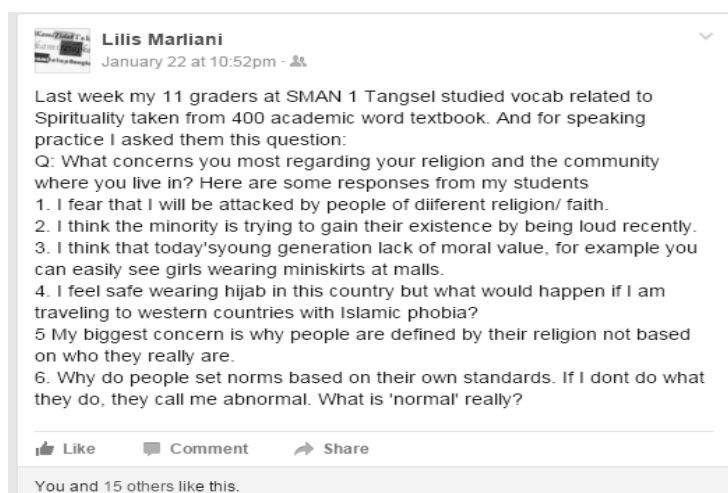 Lilis Marliani
January 22 at 10:52pm ·
Last week my 11 graders at SMAN 1 Tangsel studied vocab related to
Spirituality taken from 400 academic word textbook. And for speaking
practice I asked them this question:
Q: What concerns you most regarding your religion and the community
where you live in? Here are some responses from my students
1. I fear that I will be attacked by people of diiferent religion/ faith.
2. I think the minority is trying to gain their existence by being loud recently.
3. I think that today'syoung generation lack of moral value, for example you
can easily see girls wearing miniskirts at malls.
4. I feel safe wearing hijab in this country but what would happen if I am
traveling to western countries with Islamic phobia?
5 My biggest concern is why people are defined by their religion not based
on who they really are.
6. Why do people set norms based on their own standards. If I dont do what
they do, they call me abnormal. What is 'normal' really?
Like Comment Share
You and 15 others like this.